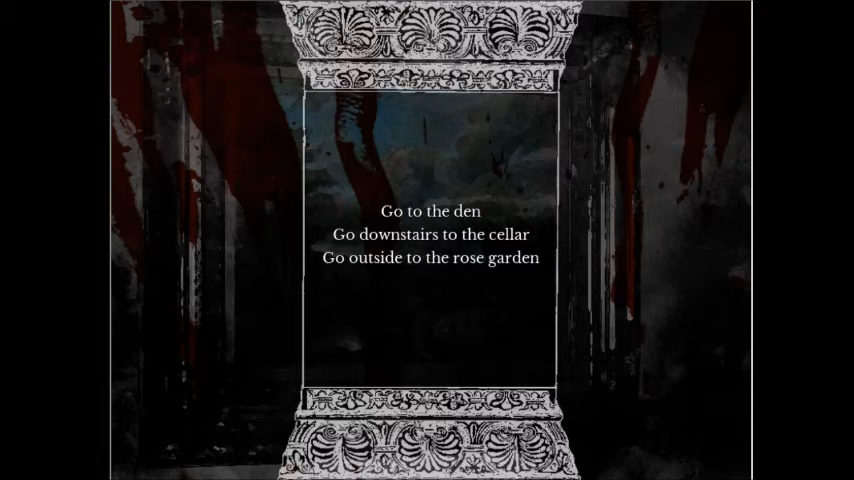 Go to the den
Go downstairs to the cellar
Go outside to the rose garden